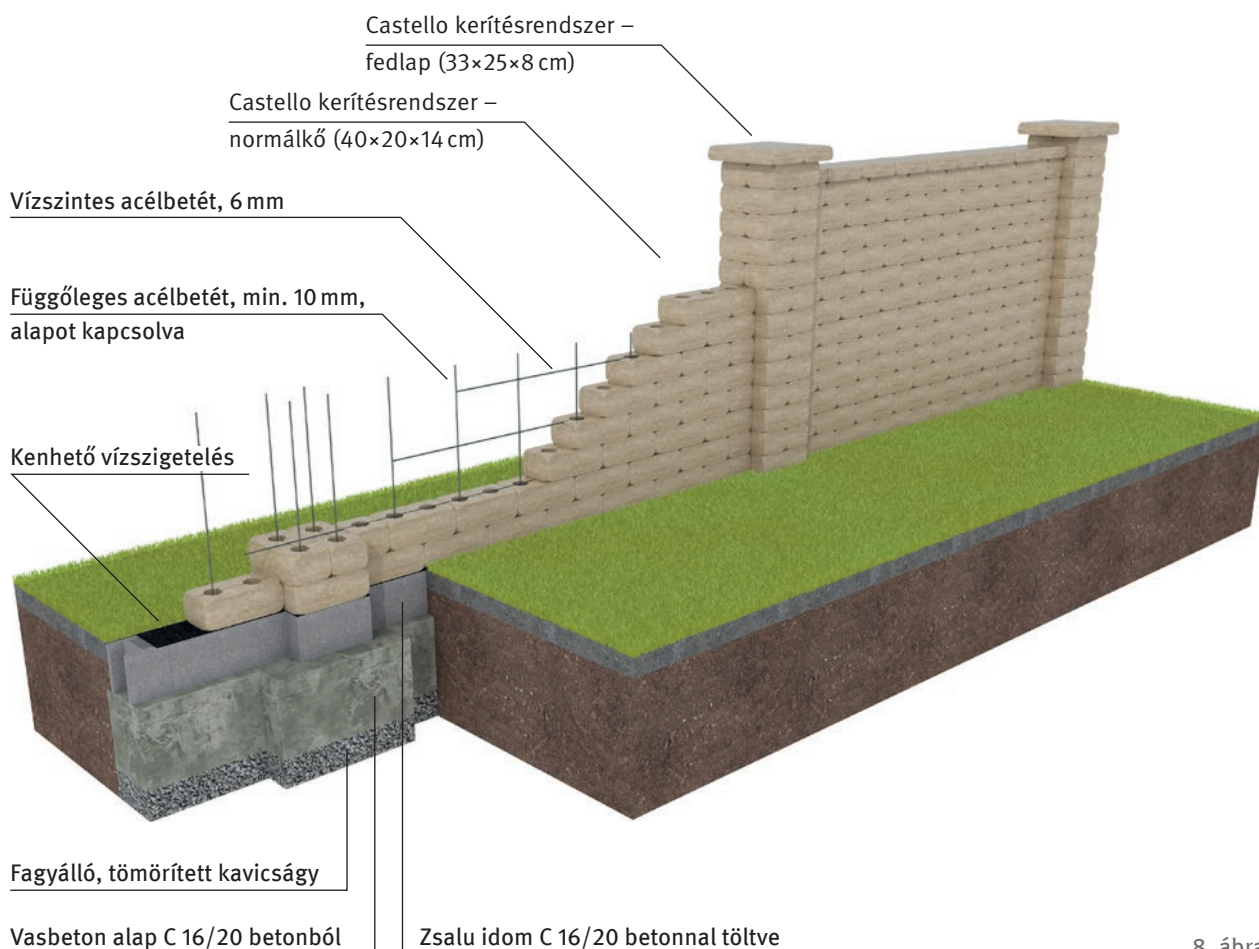 Castello kerítésrendszer –
fedlap (33×25×8 cm)
Castello kerítésrendszer –
normálkő (40×20×14 cm)
Vízszintes acélbetét, 6 mm
Függőleges acélbetét, min. 10 mm,
alapot kapcsolva
Kenhető vízszigetelés
Fagyálló, tömörített kavicságy
Vasbeton alap C 16/20 betonból
Zsalu idom C 16/20 betonnal töltve